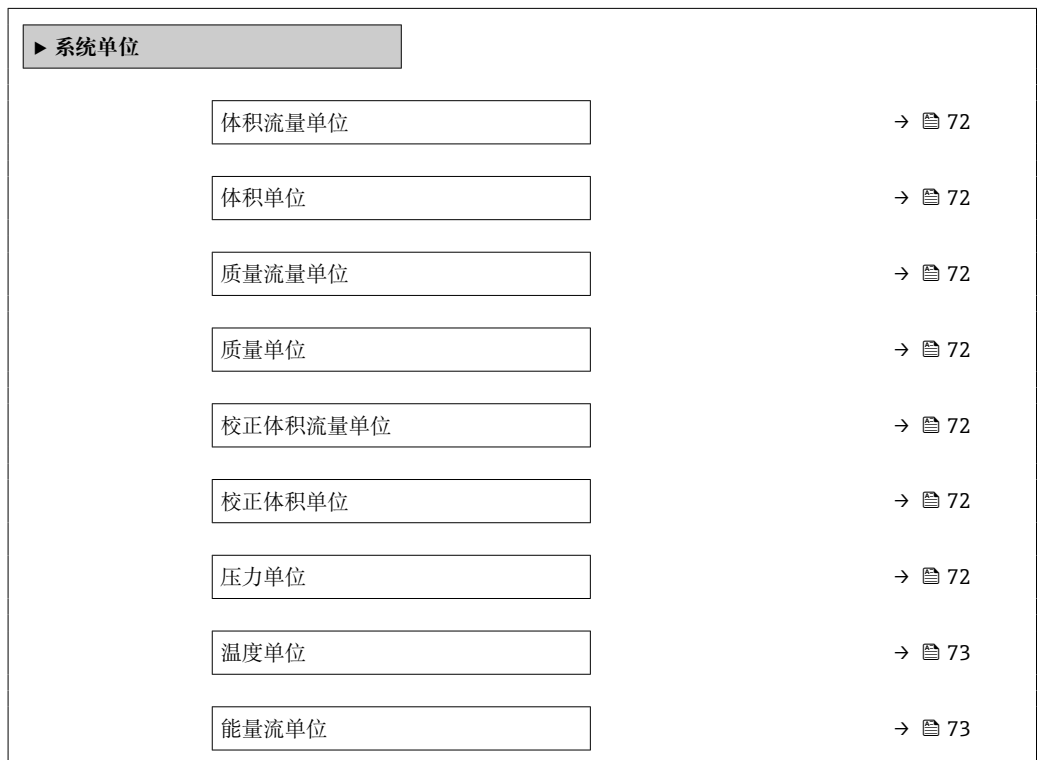 ▶ 系统单位
体积流量单位 → 🖹 72
体积单位 → 🖹 72
质量流量单位 → 🖹 72
质量单位 → 🖹 72
校正体积流量单位 → 🖹 72
校正体积单位 → 🖹 72
压力单位 → 🖹 72
温度单位 → 🖹 73
能量流单位 → 🖹 73